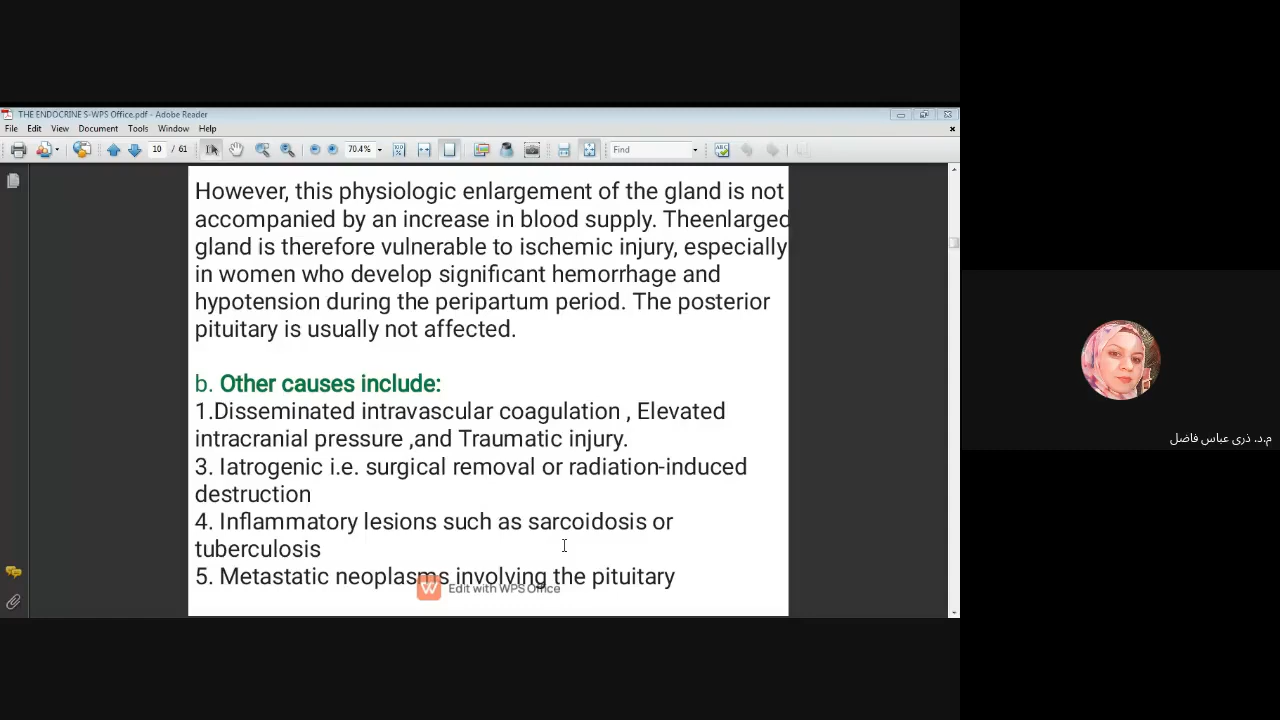 THE ENDOCRINE S-WPS Office.pdf - Adobe Reader
File Edit View Document Tools Window Help
10 / 61 70.4% Find
However, this physiologic enlargement of the gland is not
accompanied by an increase in blood supply. Theenlarged
gland is therefore vulnerable to ischemic injury, especially
in women who develop significant hemorrhage and
hypotension during the peripartum period. The posterior
pituitary is usually not affected.
b. Other causes include:
1.Disseminated intravascular coagulation , Elevated
intracranial pressure ,and Traumatic injury.
3. Iatrogenic i.e. surgical removal or radiation-induced
destruction
4. Inflammatory lesions such as sarcoidosis or
tuberculosis
5. Metastatic neoplasms involving the pituitary
Edit with WPS Office
م.د. ذرى عباس فاضل